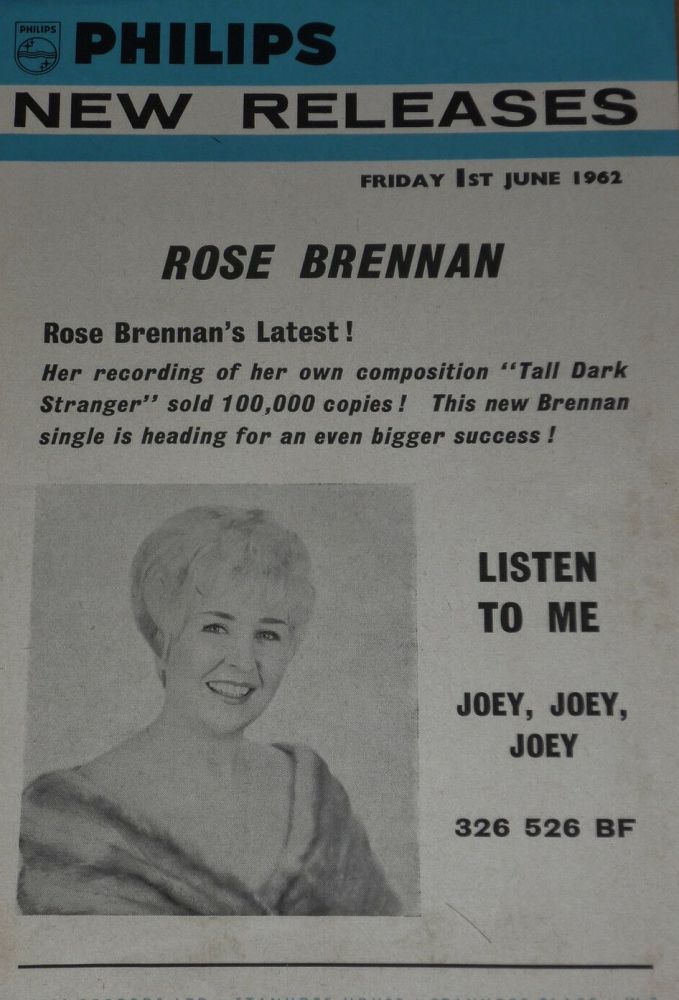 PHILIPS
PHILIPS
NEW RELEASES
FRIDAY 1ST JUNE 1962
ROSE BRENNAN
Rose Brennan's Latest!
Her recording of her own composition "Tall Dark
Stranger" sold 100,000 copies! This new Brennan
single is heading for an even bigger success!
LISTEN
TO ME
JOEY, JOEY,
JOEY
326 526 BF